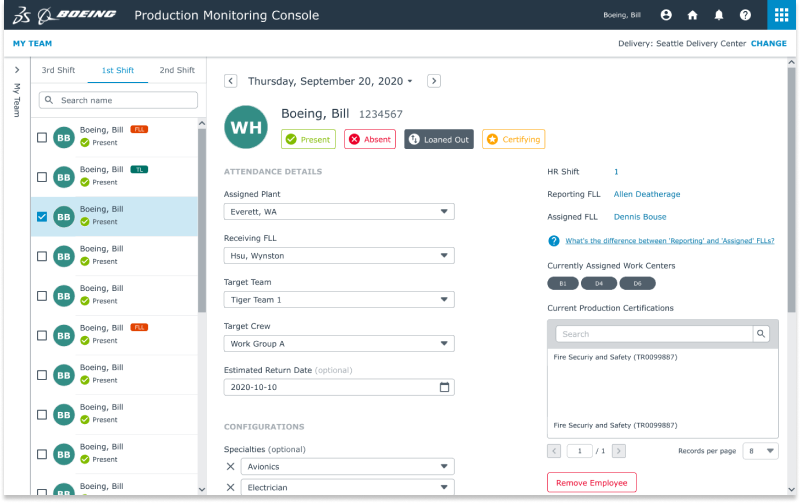 BOEING Production Monitoring Console
Boeing, Bill
MY TEAM
Delivery: Seattle Delivery Center CHANGE
My Team
3rd Shift 1st Shift 2nd Shift
Search name
BB Boeing, Bill FLL
Present
BB Boeing, Bill TL
Present
BB Boeing, Bill
Present
BB Boeing, Bill
Present
BB Boeing, Bill
Present
BB Boeing, Bill FLL
Present
BB Boeing, Bill
Present
BB Boeing, Bill
Present
BB Boeing, Bill
Present
BB Boeing, Bill
Thursday, September 20, 2020
WH
Boeing, Bill 1234567
Present Absent Loaned Out Certifying
ATTENDANCE DETAILS
Assigned Plant
Everett, WA
Receiving FLL
Hsu, Wynston
Target Team
Tiger Team 1
Target Crew
Work Group A
Estimated Return Date (optional)
2020-10-10
CONFIGURATIONS
Specialties (optional)
Avionics
Electrician
HR Shift 1
Reporting FLL Allen Deatherage
Assigned FLL Dennis Bouse
? What's the difference between 'Reporting' and 'Assigned' FLLs?
Currently Assigned Work Centers
B1 D4 D6
Current Production Certifications
Search
Fire Securiy and Safety (TR0099887)
Fire Securiy and Safety (TR0099887)
1 / 1 Records per page 8
Remove Employee